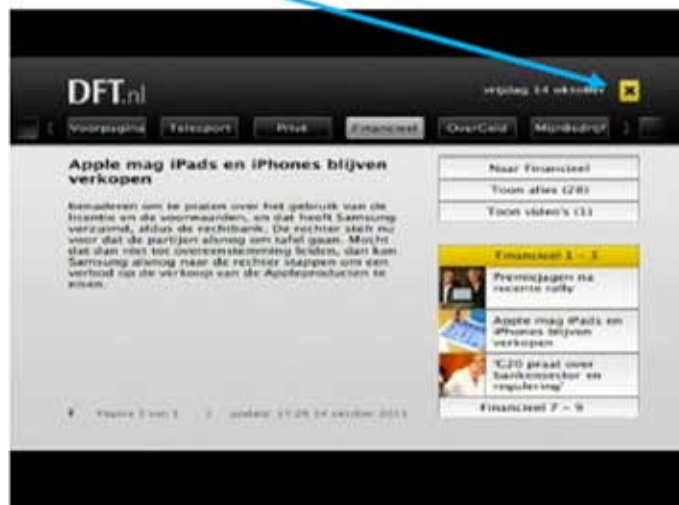 DFT.nl
vrijdag 14 oktober
Voorpagina Telesport Privé Financieel OverGeld MijnBedrijf
Apple mag iPads en iPhones blijven
verkopen
benaderen om te praten over het gebruik van de
licentie en de voorwaarden, en dat heeft Samsung
verzuimd, aldus de rechtbank. De rechter stelt nu
voor dat de partijen alsnog om tafel gaan. Mocht
dat dan niet tot overeenstemming leiden, dan kan
Samsung alsnog naar de rechter stappen om een
verbod op de verkoop van de Appleproducten te
eisen.
Pagina 3 van 3 update: 17:29 14 oktober 2011
Naar Financieel
Toon alles (28)
Toon video's (1)
Financieel 1 - 3
Premiejagen na
recente rally
Apple mag iPads en
iPhones blijven
verkopen
'G20 praat over
bankensector en
regulering'
Financieel 7 - 9